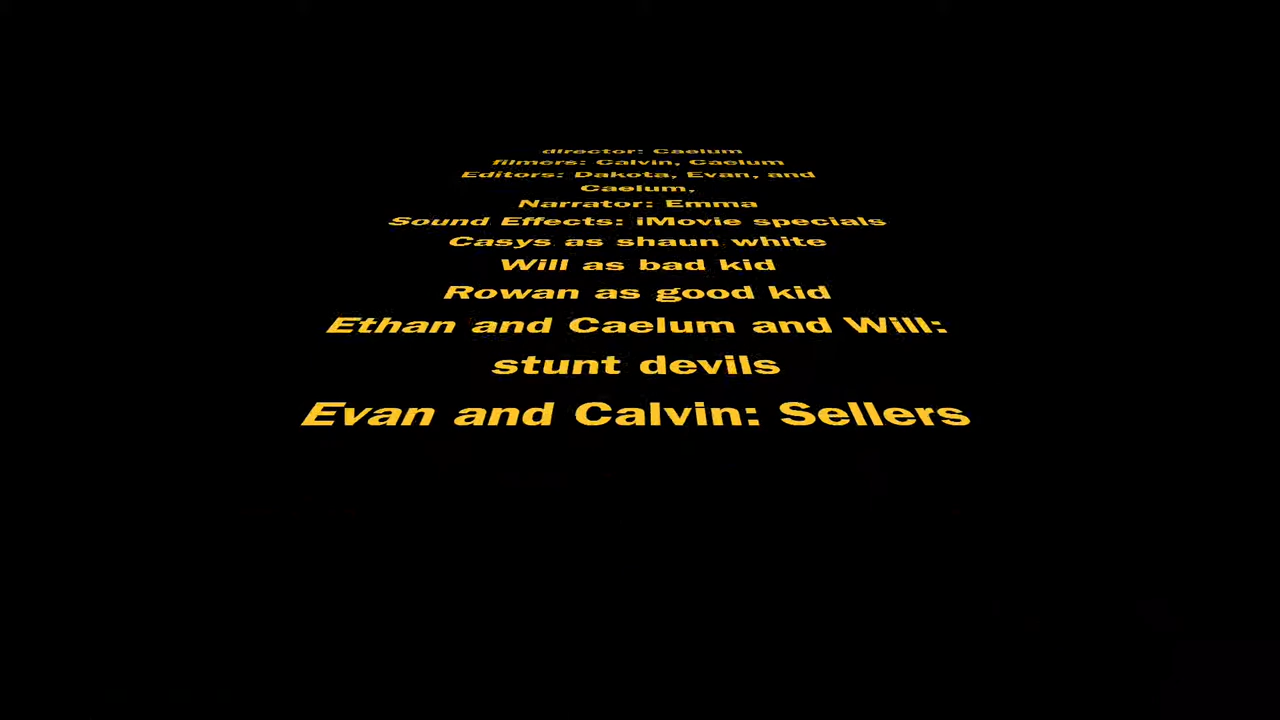 director: Caelum
filmers: Calvin, Caelum
Editors: Dakota, Evan, and
Caelum,
Narrator: Emma
Sound Effects: iMovie specials
Casys as shaun white
Will as bad kid
Rowan as good kid
Ethan and Caelum and Will:
stunt devils
Evan and Calvin: Sellers